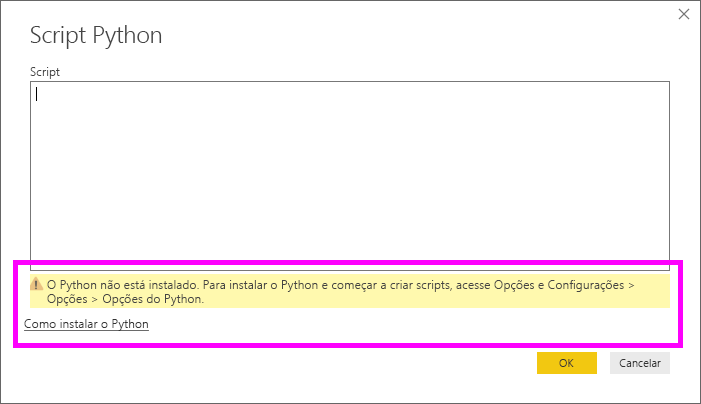 Script Python
Script
O Python não está instalado. Para instalar o Python e começar a criar scripts, acesse Opções e Configurações >
Opções > Opções do Python.
Como instalar o Python
OK
Cancelar